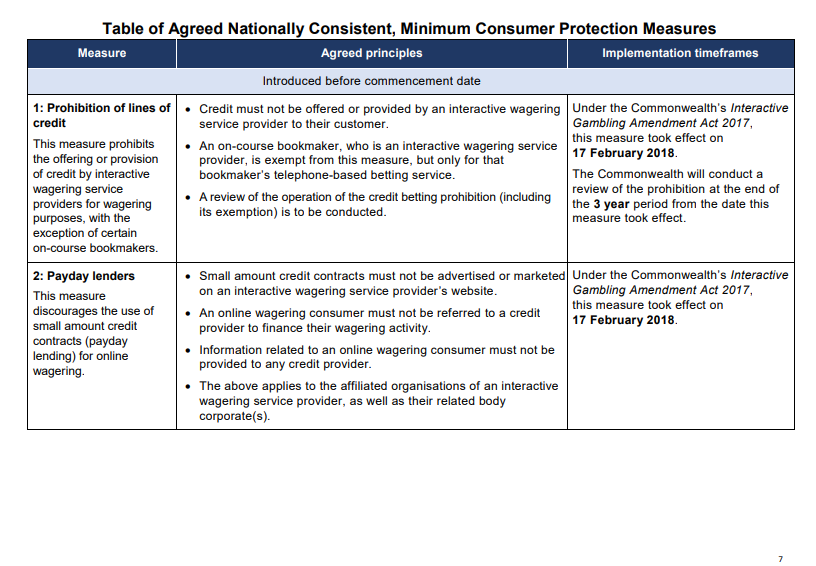 Table of Agreed Nationally Consistent, Minimum Consumer Protection Measures
Measure
Agreed principles
Implementation timeframes
Introduced before commencement date
1: Prohibition of lines of
credit
This measure prohibits
the offering or provision
of credit by interactive
wagering service
providers for wagering
purposes, with the
exception of certain
on-course bookmakers.
• Credit must not be offered or provided by an interactive wagering
service provider to their customer.
• An on-course bookmaker, who is an interactive wagering service
provider, is exempt from this measure, but only for that
bookmaker's telephone-based betting service.
• A review of the operation of the credit betting prohibition (including
its exemption) is to be conducted.
Under the Commonwealth's Interactive
Gambling Amendment Act 2017,
this measure took effect on
17 February 2018.
The Commonwealth will conduct a
review of the prohibition at the end of
the 3 year period from the date this
measure took effect.
2: Payday lenders
This measure
discourages the use of
small amount credit
contracts (payday
lending) for online
wagering.
• Small amount credit contracts must not be advertised or marketed
on an interactive wagering service provider's website.
• An online wagering consumer must not be referred to a credit
provider to finance their wagering activity.
• Information related to an online wagering consumer must not be
provided to any credit provider.
• The above applies to the affiliated organisations of an interactive
wagering service provider, as well as their related body
corporate(s).
Under the Commonwealth's Interactive
Gambling Amendment Act 2017,
this measure took effect on
17 February 2018.
7